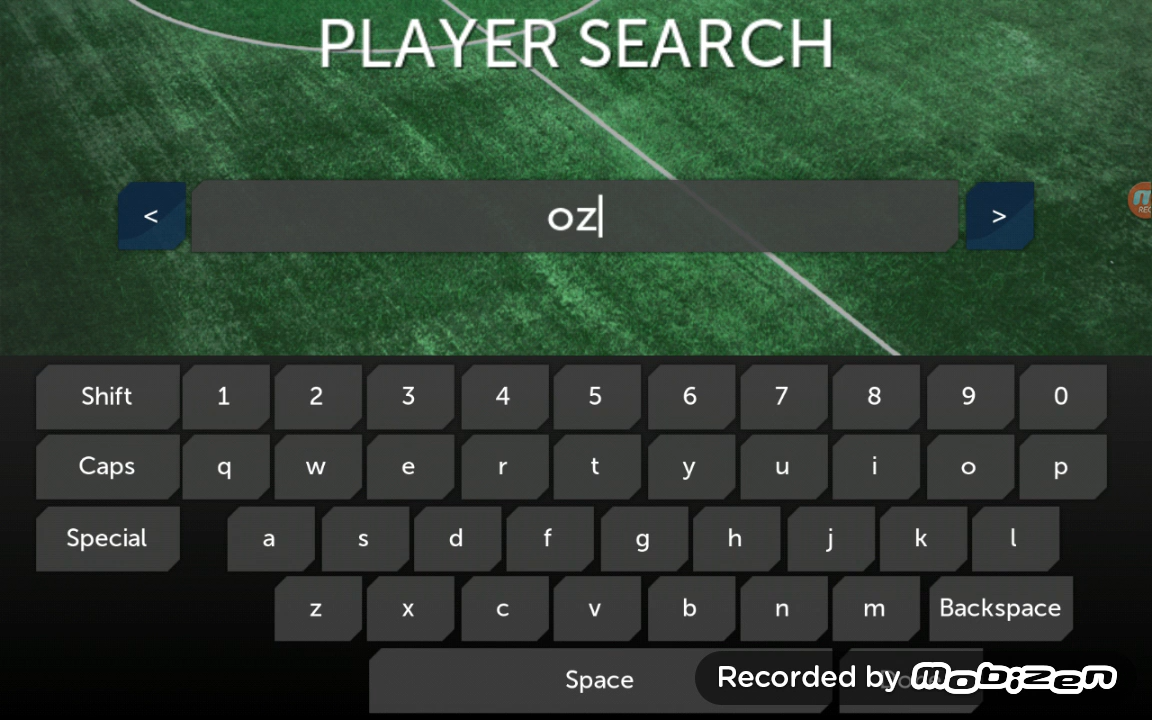 PLAYER SEARCH
< oz >
Shift 1 2 3 4 5 6 7 8 9 0
Caps q w e r t y u i o p
Special a s d f g h j k l
z x c v b n m Backspace
Space
Recorded by Mobizen
REC